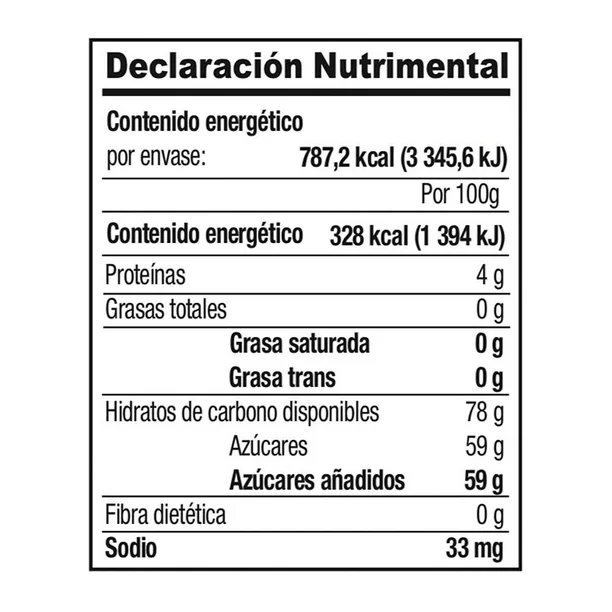 Declaración Nutrimental
Contenido energético
por envase: 787,2 kcal (3 345,6 kJ)
Por 100g
Contenido energético 328 kcal (1 394 kJ)
Proteínas 4 g
Grasas totales 0 g
Grasa saturada 0 g
Grasa trans 0 g
Hidratos de carbono disponibles 78 g
Azúcares 59 g
Azúcares añadidos 59 g
Fibra dietética 0 g
Sodio 33 mg